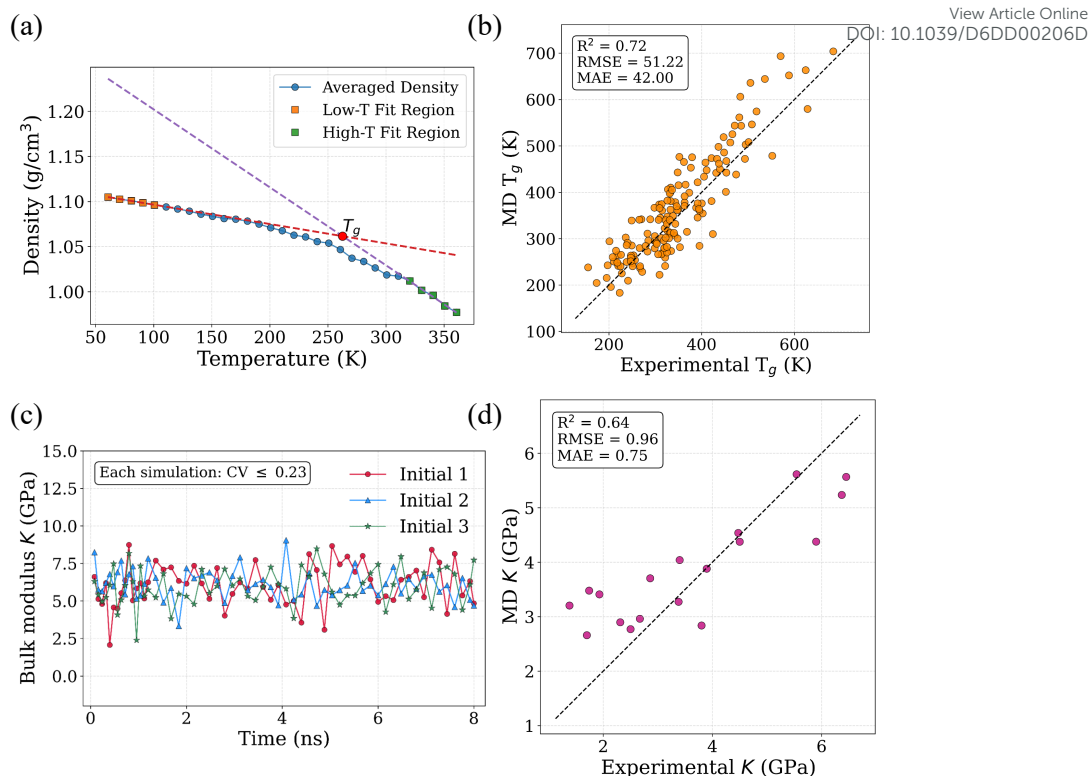 View Article Online
DOI: 10.1039/D6DD00206D
(a)
Averaged Density
Low-T Fit Region
High-T Fit Region
T_g
1.20
1.15
1.10
1.05
1.00
Density (g/cm³)
50 100 150 200 250 300 350
Temperature (K)
(b)
R² = 0.72
RMSE = 51.22
MAE = 42.00
700
600
500
400
300
200
100
MD T_g (K)
200 400 600
Experimental T_g (K)
(c)
Each simulation: CV ≤ 0.23
Initial 1
Initial 2
Initial 3
15.0
12.5
10.0
7.5
5.0
2.5
0.0
Bulk modulus K (GPa)
0 2 4 6 8
Time (ns)
(d)
R² = 0.64
RMSE = 0.96
MAE = 0.75
6
5
4
3
2
1
MD K (GPa)
2 4 6
Experimental K (GPa)